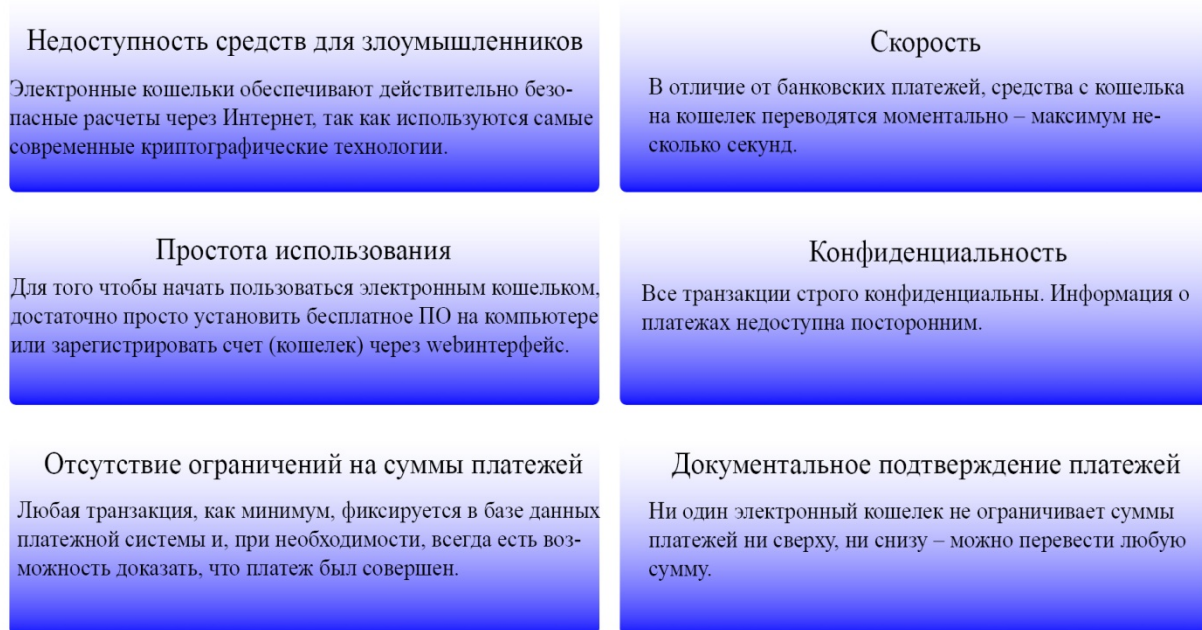 Недоступность средств для злоумышленников
Электронные кошельки обеспечивают действительно безо-
пасные расчеты через Интернет, так как используются самые
современные криптографические технологии.
Скорость
В отличие от банковских платежей, средства с кошелька
на кошелек переводятся моментально – максимум не-
сколько секунд.
Простота использования
Для того чтобы начать пользоваться электронным кошельком,
достаточно просто установить бесплатное ПО на компьютере
или зарегистрировать счет (кошелек) через webинтерфейс.
Конфиденциальность
Все транзакции строго конфиденциальны. Информация о
платежах недоступна посторонним.
Отсутствие ограничений на суммы платежей
Любая транзакция, как минимум, фиксируется в базе данных
платежной системы и, при необходимости, всегда есть воз-
можность доказать, что платеж был совершен.
Документальное подтверждение платежей
Ни один электронный кошелек не ограничивает суммы
платежей ни сверху, ни снизу – можно перевести любую
сумму.